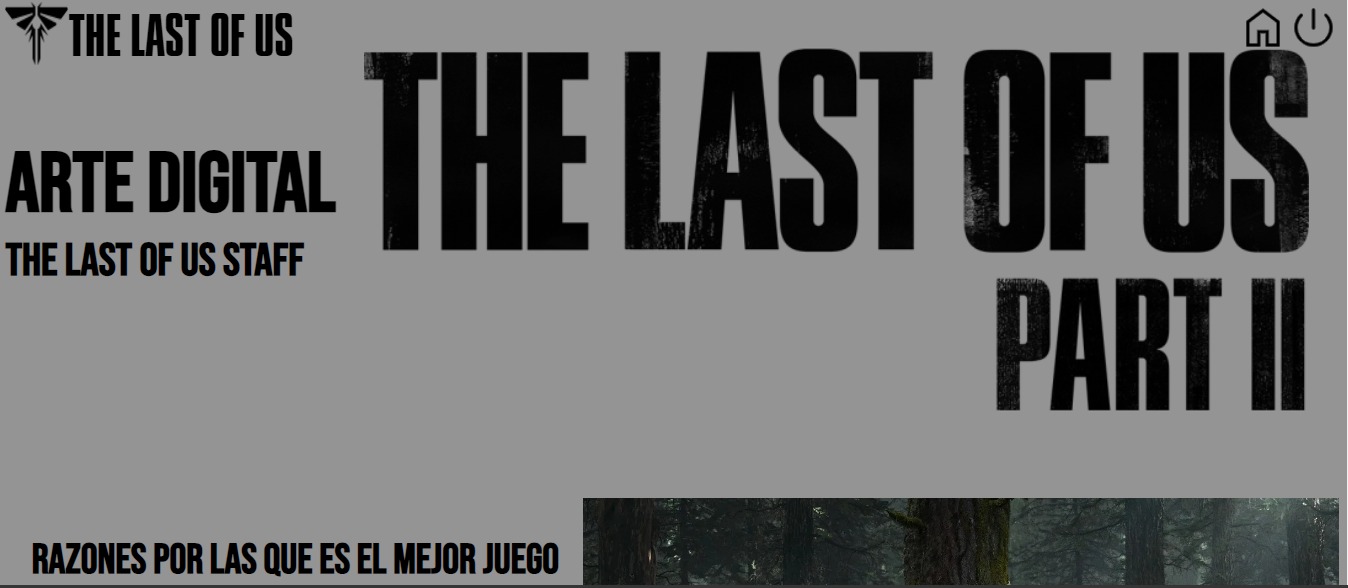 THE LAST OF US
THE LAST OF US
PART II
ARTE DIGITAL
THE LAST OF US STAFF
RAZONES POR LAS QUE ES EL MEJOR JUEGO